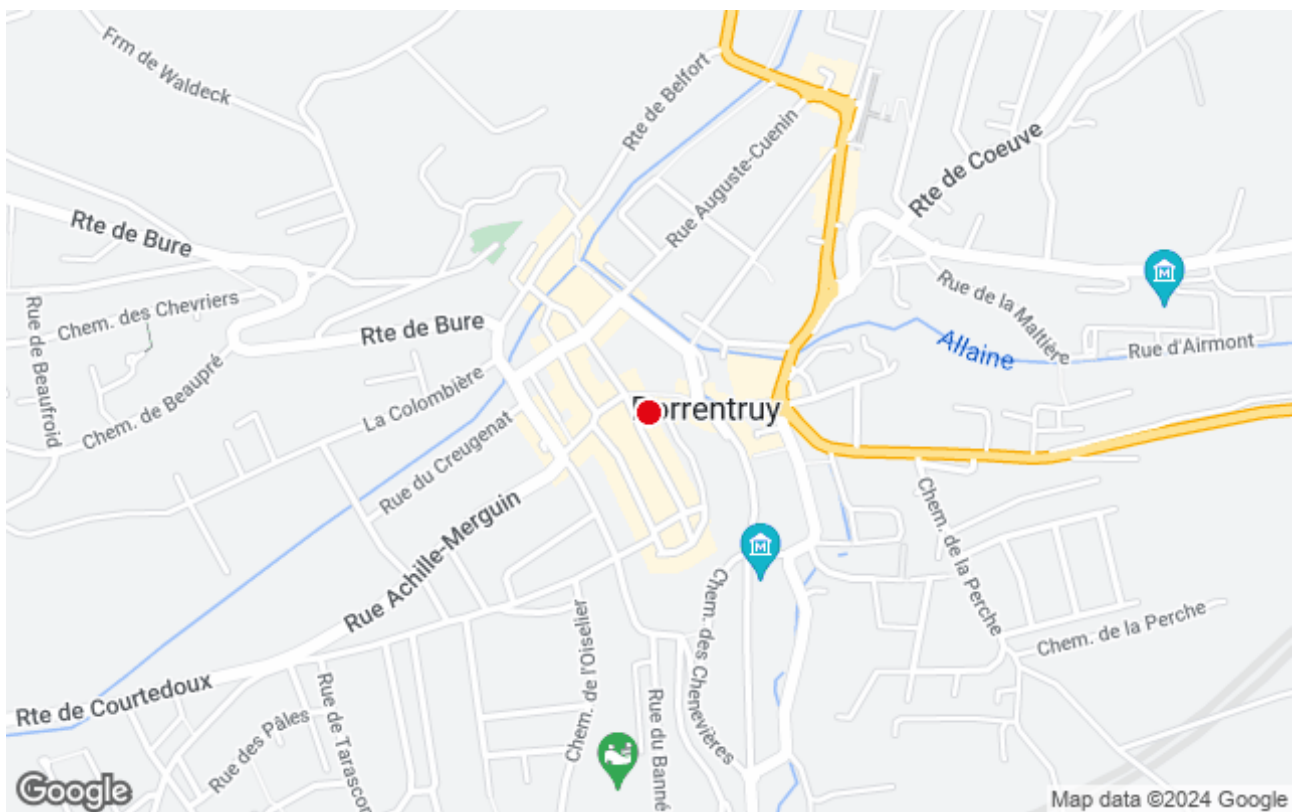 Frm de Waldeck
Rte de Belfort
Rue Auguste-Cuenin
Rte de Coeuve
Rte de Bure
Chem. des Chevriers
Rue de Beaufroid
Rte de Bure
Chem. de Beaupré
La Colombière
Rue de la Maltière
Allaine
Rue d'Airmont
Porrentruy
Rue du Creugenat
Rue Achille-Merguin
Chem. de la Perche
Chem. de la Perche
Chem. de l'Oiselier
Chem. des Chenevières
Rue du Banné
Rte de Courtedoux
Rue des Pâles
Rue de Tarascon
M
M
Google
Map data ©2024 Google